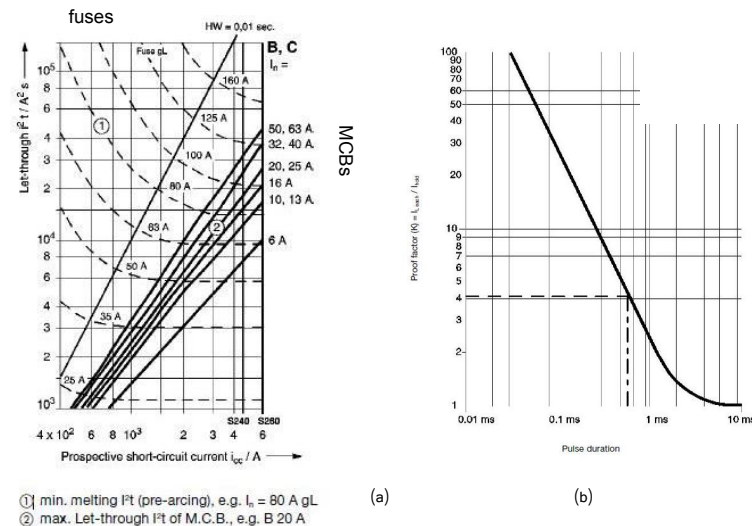 fuses
HW = 0,01 sec.
B, C
Iₙ =
Fuse gL
Let-through I²t / A² s
10⁵
8
6
4
2
10⁴
8
6
4
3
2
10³
160 A
125 A
100 A
80 A
63 A
50 A
35 A
25 A
①
②
50, 63 A.
32, 40 A.
20, 25 A.
16 A
10, 13 A.
6 A
MCBs
S240
S280
4 x 10² 6 8 10³ 2 3 4 6
Prospective short-circuit current i_cc / A
① min. melting I²t (pre-arcing), e.g. Iₙ = 80 A gL
② max. Let-through I²t of M.C.B., e.g. B 20 A
(a)
100
90
80
60
50
40
30
20
10
9
8
7
5
4
3
2
1
Proof factor (K) =
0.01 ms 0.1 ms 1 ms 10 ms
Pulse duration
(b)